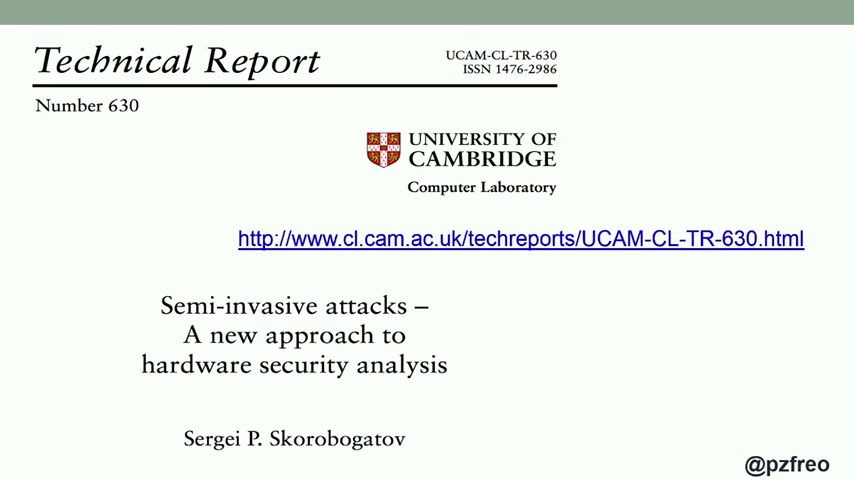 Technical Report
UCAM-CL-TR-630
ISSN 1476-2986
Number 630
UNIVERSITY OF
CAMBRIDGE
Computer Laboratory
http://www.cl.cam.ac.uk/techreports/UCAM-CL-TR-630.html
Semi-invasive attacks –
A new approach to
hardware security analysis
Sergei P. Skorobogatov
@pzfreo